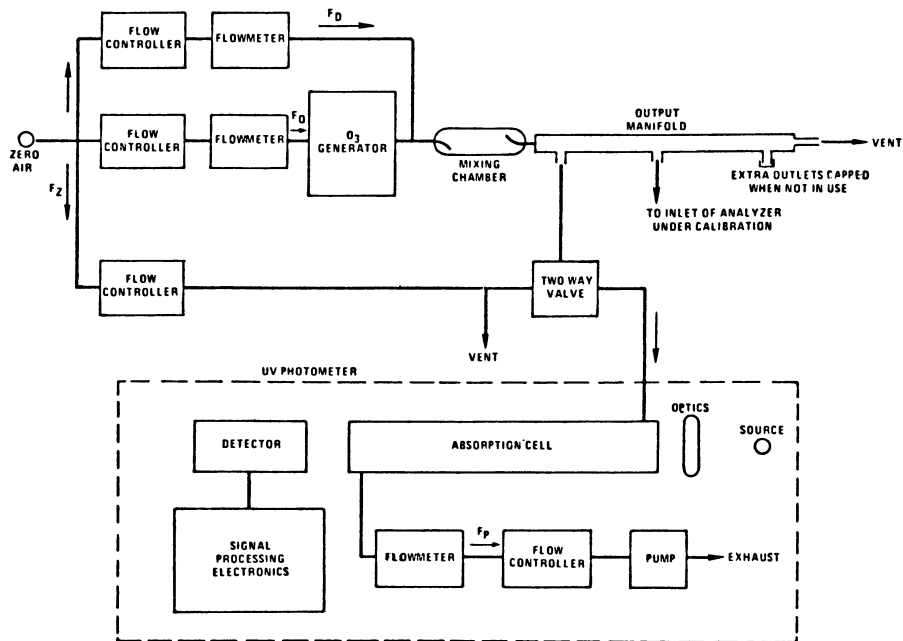 F_D
FLOW
CONTROLLER
FLOWMETER
ZERO
AIR
FLOW
CONTROLLER
FLOWMETER
F_O
O_3
GENERATOR
MIXING
CHAMBER
OUTPUT
MANIFOLD
VENT
EXTRA OUTLETS CAPPED
WHEN NOT IN USE
TO INLET OF ANALYZER
UNDER CALIBRATION
F_Z
FLOW
CONTROLLER
TWO WAY
VALVE
VENT
UV PHOTOMETER
OPTICS
SOURCE
DETECTOR
ABSORPTION CELL
SIGNAL
PROCESSING
ELECTRONICS
FLOWMETER
F_P
FLOW
CONTROLLER
PUMP
EXHAUST